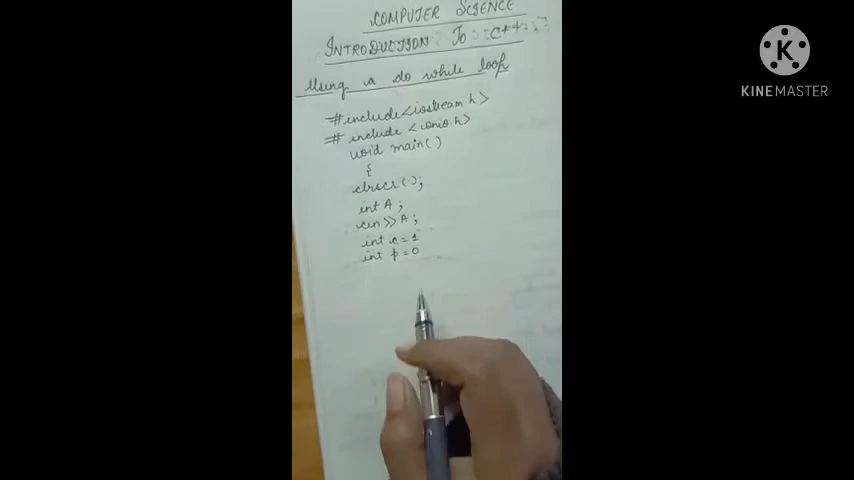 COMPUTER SCIENCE
INTRODUCTION To C++
Using a do while loop
#include<iostream.h>
# include <conio.h>
void main()
{
clrscr();
int A;
cin>>A;
int c=1
int p=0
K
KINEMASTER